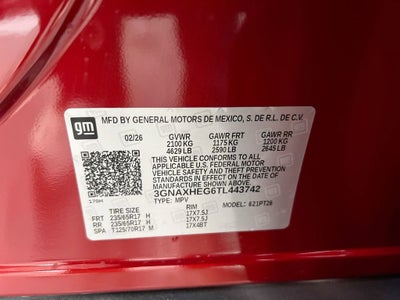 gm
MFD BY GENERAL MOTORS DE MEXICO, S. DE R.L. DE C.V.
02/26 GVWR GAWR FRT GAWR RR
2100 KG 1175 KG 1200 KG
4629 LB 2590 LB 2645 LB
THIS VEHICLE CONFORMS TO ALL APPLICABLE
U.S. FEDERAL MOTOR VEHICLE SAFETY, BUMPER,
AND THEFT PREVENTION STANDARDS IN EFFECT ON
THE DATE OF MANUFACTURE SHOWN ABOVE.
3GNAXHEG6TL443742
TYPE: MPV MODEL: 621PT26
TIRE RIM
FRT 235/65R17 H 17X7.5J
RR 235/65R17 H 17X7.5J
SPA T125/70R17 M 17X4BT